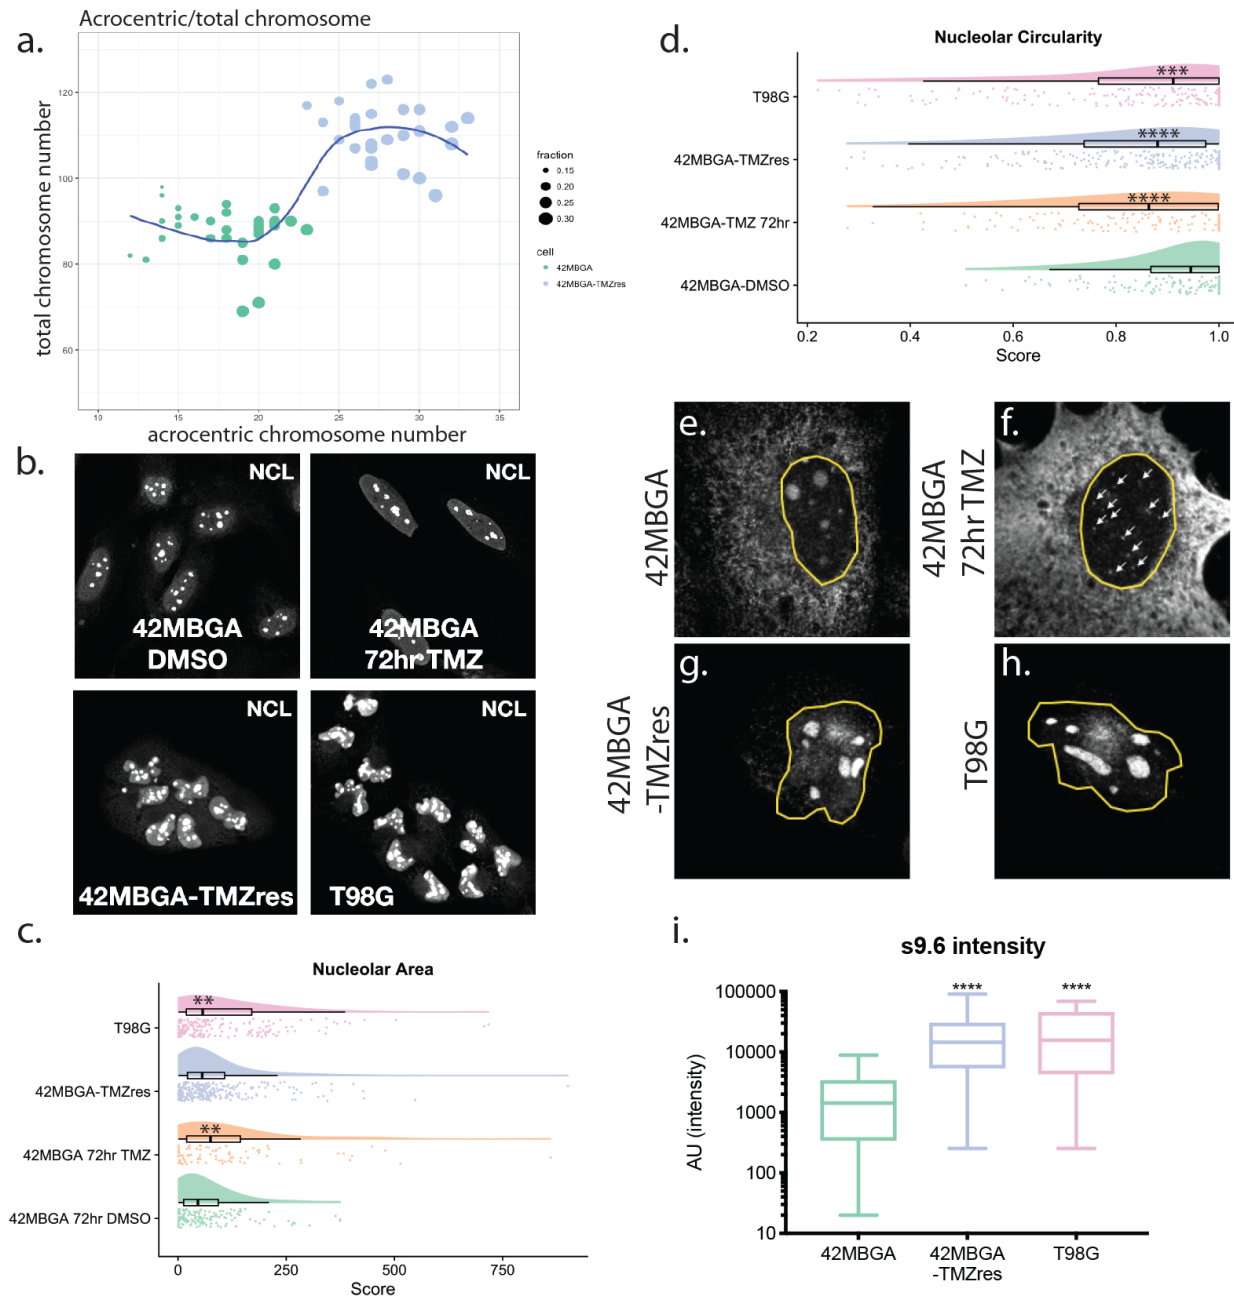 a.
Acrocentric/total chromosome
total chromosome number
120
100
80
60
10
15
20
25
30
35
acrocentric chromosome number
fraction
0.15
0.20
0.25
0.30
cell
42MBGA
42MBGA-TMZres
b.
NCL
42MBGA
DMSO
NCL
42MBGA
72hr TMZ
NCL
42MBGA-TMZres
NCL
T98G
c.
Nucleolar Area
**
T98G
42MBGA-TMZres
**
42MBGA 72hr TMZ
42MBGA 72hr DMSO
0
250
500
750
Score
d.
Nucleolar Circularity
***
T98G
****
42MBGA-TMZres
****
42MBGA-TMZ 72hr
42MBGA-DMSO
0.2
0.4
0.6
0.8
1.0
Score
e.
42MBGA
f.
42MBGA
72hr TMZ
g.
42MBGA
-TMZres
h.
T98G
i.
s9.6 intensity
AU (intensity)
100000
10000
1000
100
10
****
****
42MBGA
42MBGA
-TMZres
T98G